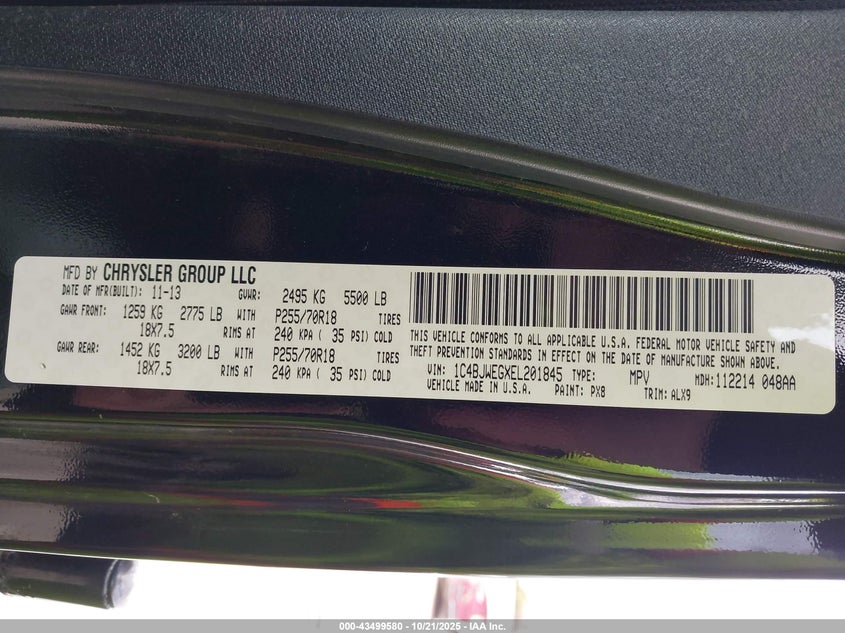 MFD BY CHRYSLER GROUP LLC
DATE OF MFR(BUILT): 11-13 GVWR: 2495 KG 5500 LB
GAWR FRONT: 1259 KG 2775 LB WITH P255/70R18 TIRES
18X7.5 RIMS AT 240 KPA ( 35 PSI) COLD
GAWR REAR: 1452 KG 3200 LB WITH P255/70R18 TIRES
18X7.5 RIMS AT 240 KPA ( 35 PSI) COLD
THIS VEHICLE CONFORMS TO ALL APPLICABLE U.S.A. FEDERAL MOTOR VEHICLE SAFETY AND
THEFT PREVENTION STANDARDS IN EFFECT ON THE DATE OF MANUFACTURE SHOWN ABOVE.
VIN: 1C4BJWEGXEL201845 TYPE: MPV MDH: 112214 048AA
VEHICLE MADE IN U.S.A. PAINT: PX8 TRIM: ALX9
000-43499580 - 10/21/2025 - IAA Inc.